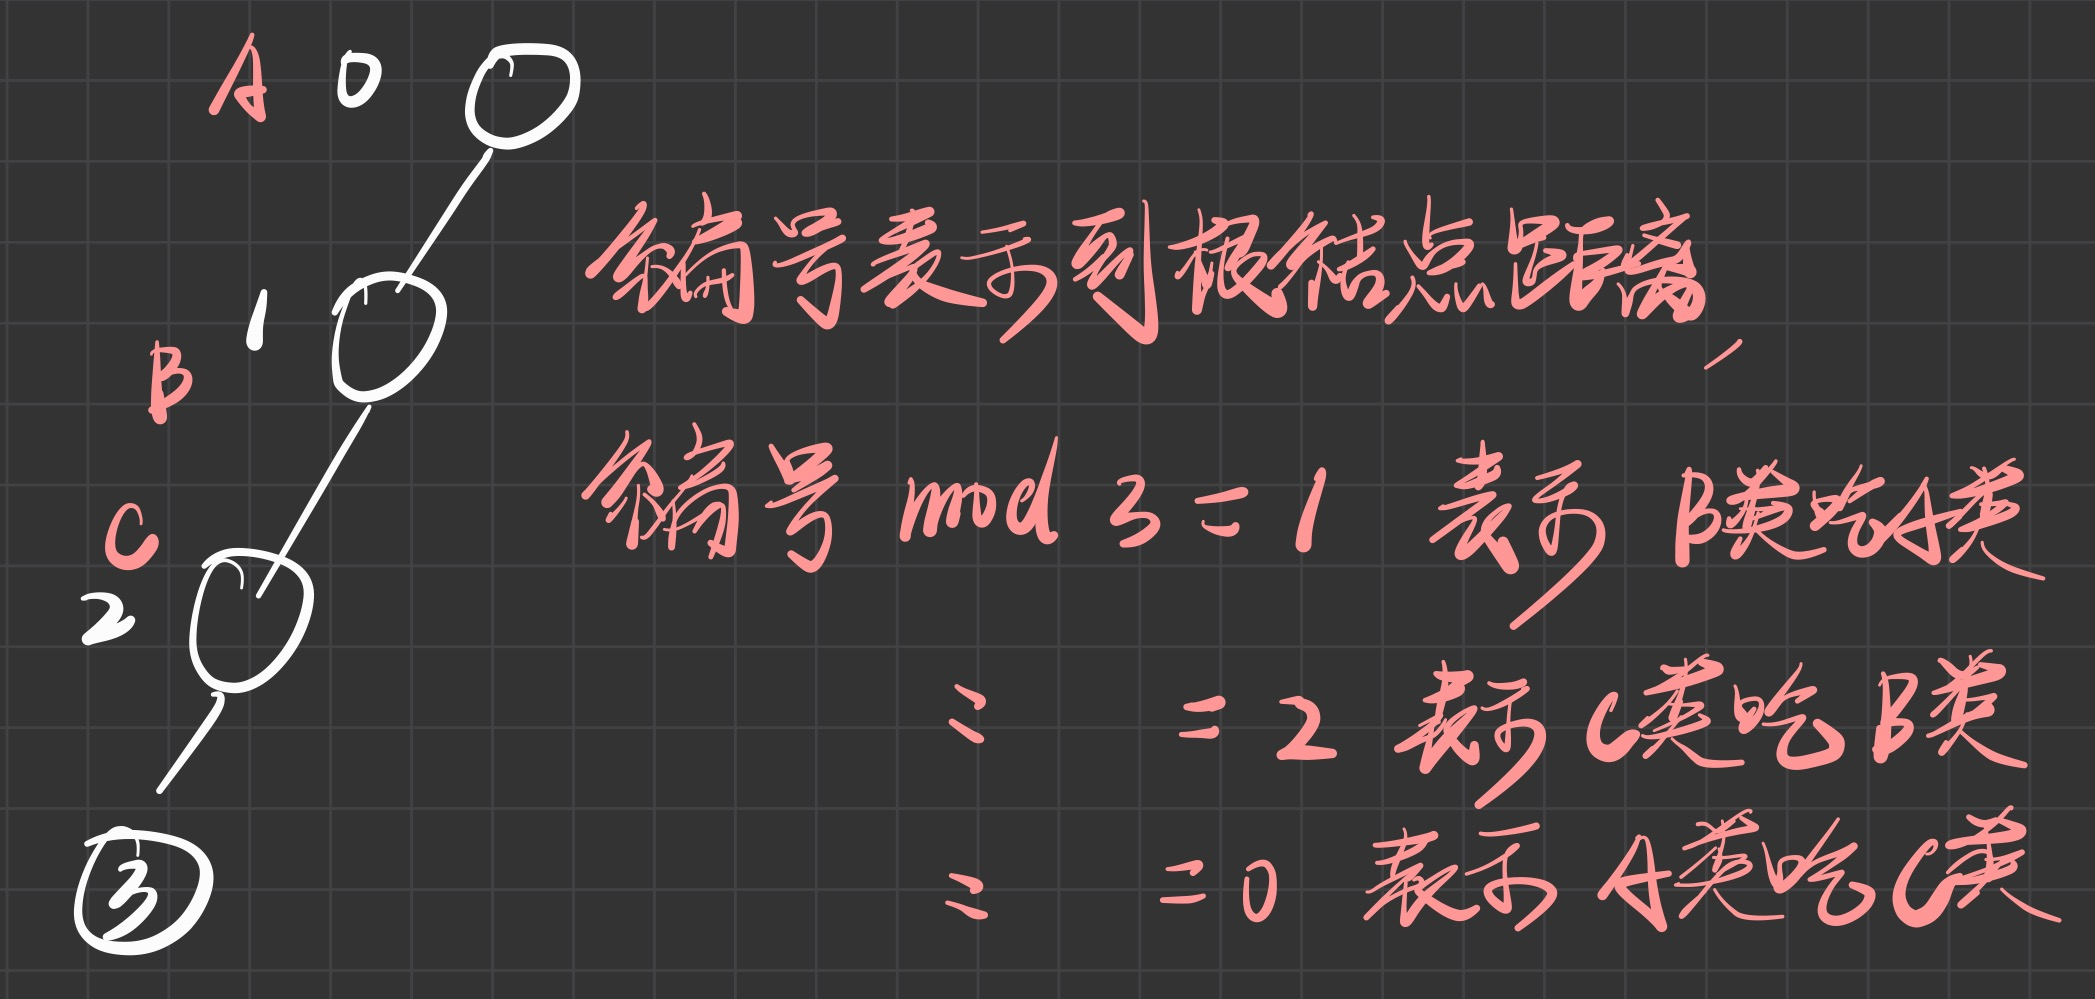 A 0
编号表示到根结点距离,
1
B
编号 mod 3 = 1 表示 B类吃A类
C
2
= 2 表示 C类吃B类
3
= 0 表示 A类吃C类